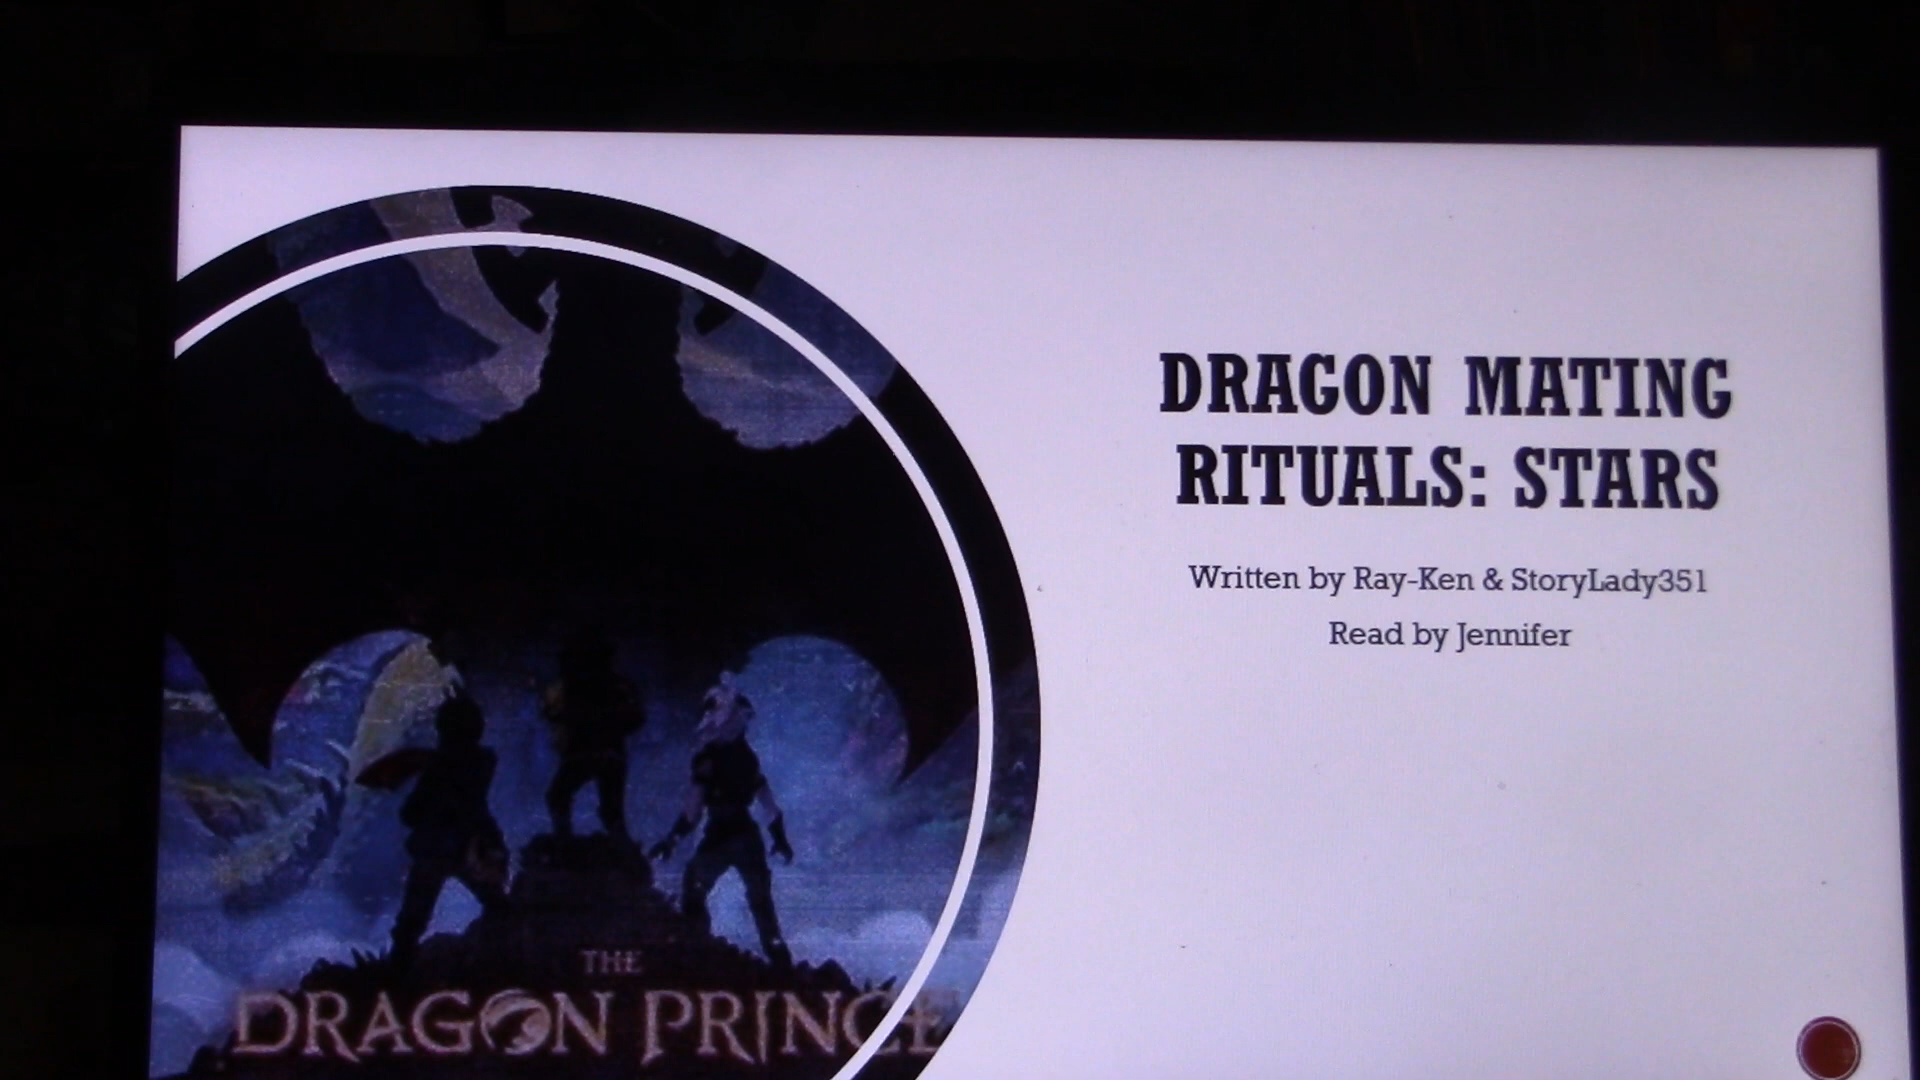 DRAGON MATING
RITUALS: STARS
Written by Ray-Ken & StoryLady351
Read by Jennifer
THE
DRAGON PRINCE